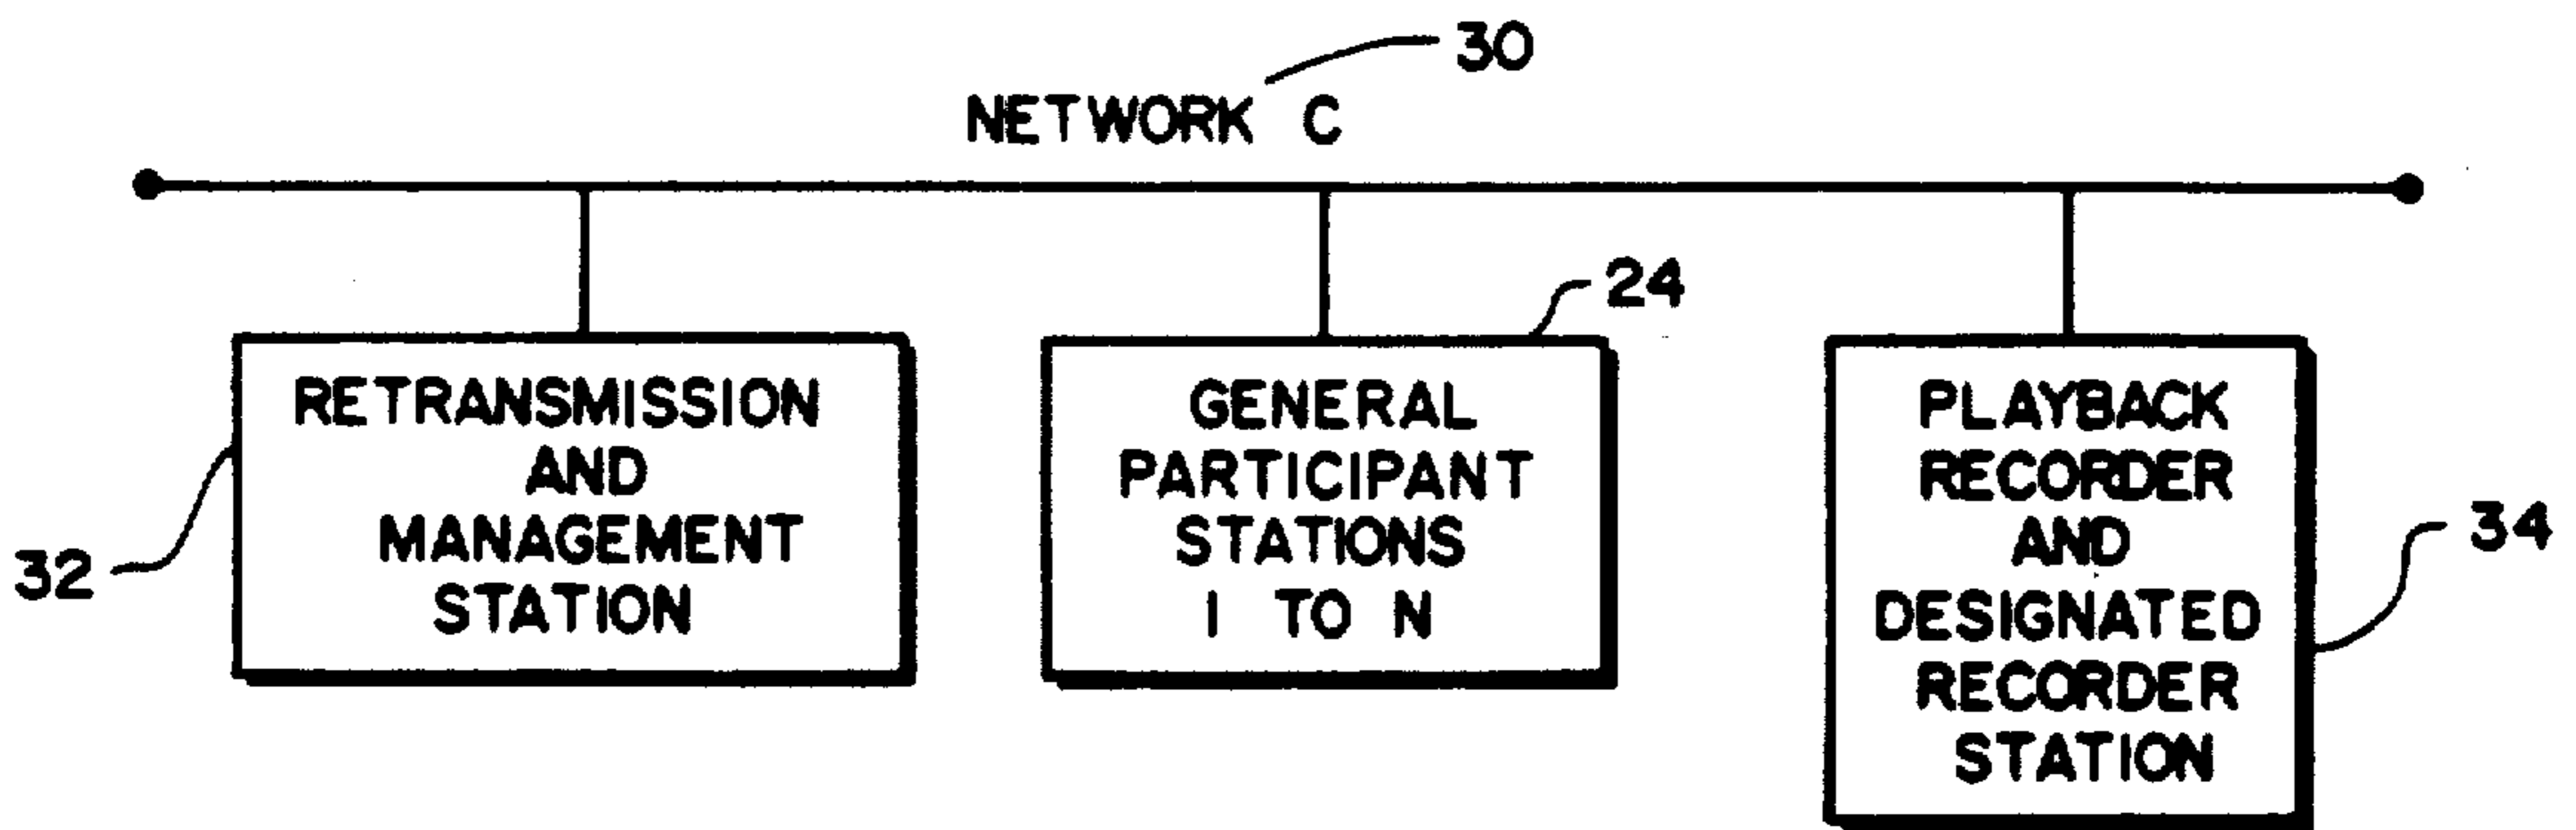 30
NETWORK C
24
RETRANSMISSION
AND
MANAGEMENT
STATION
32
GENERAL
PARTICIPANT
STATIONS
1 TO N
PLAYBACK
RECORDER
AND
DESIGNATED
RECORDER
STATION
34